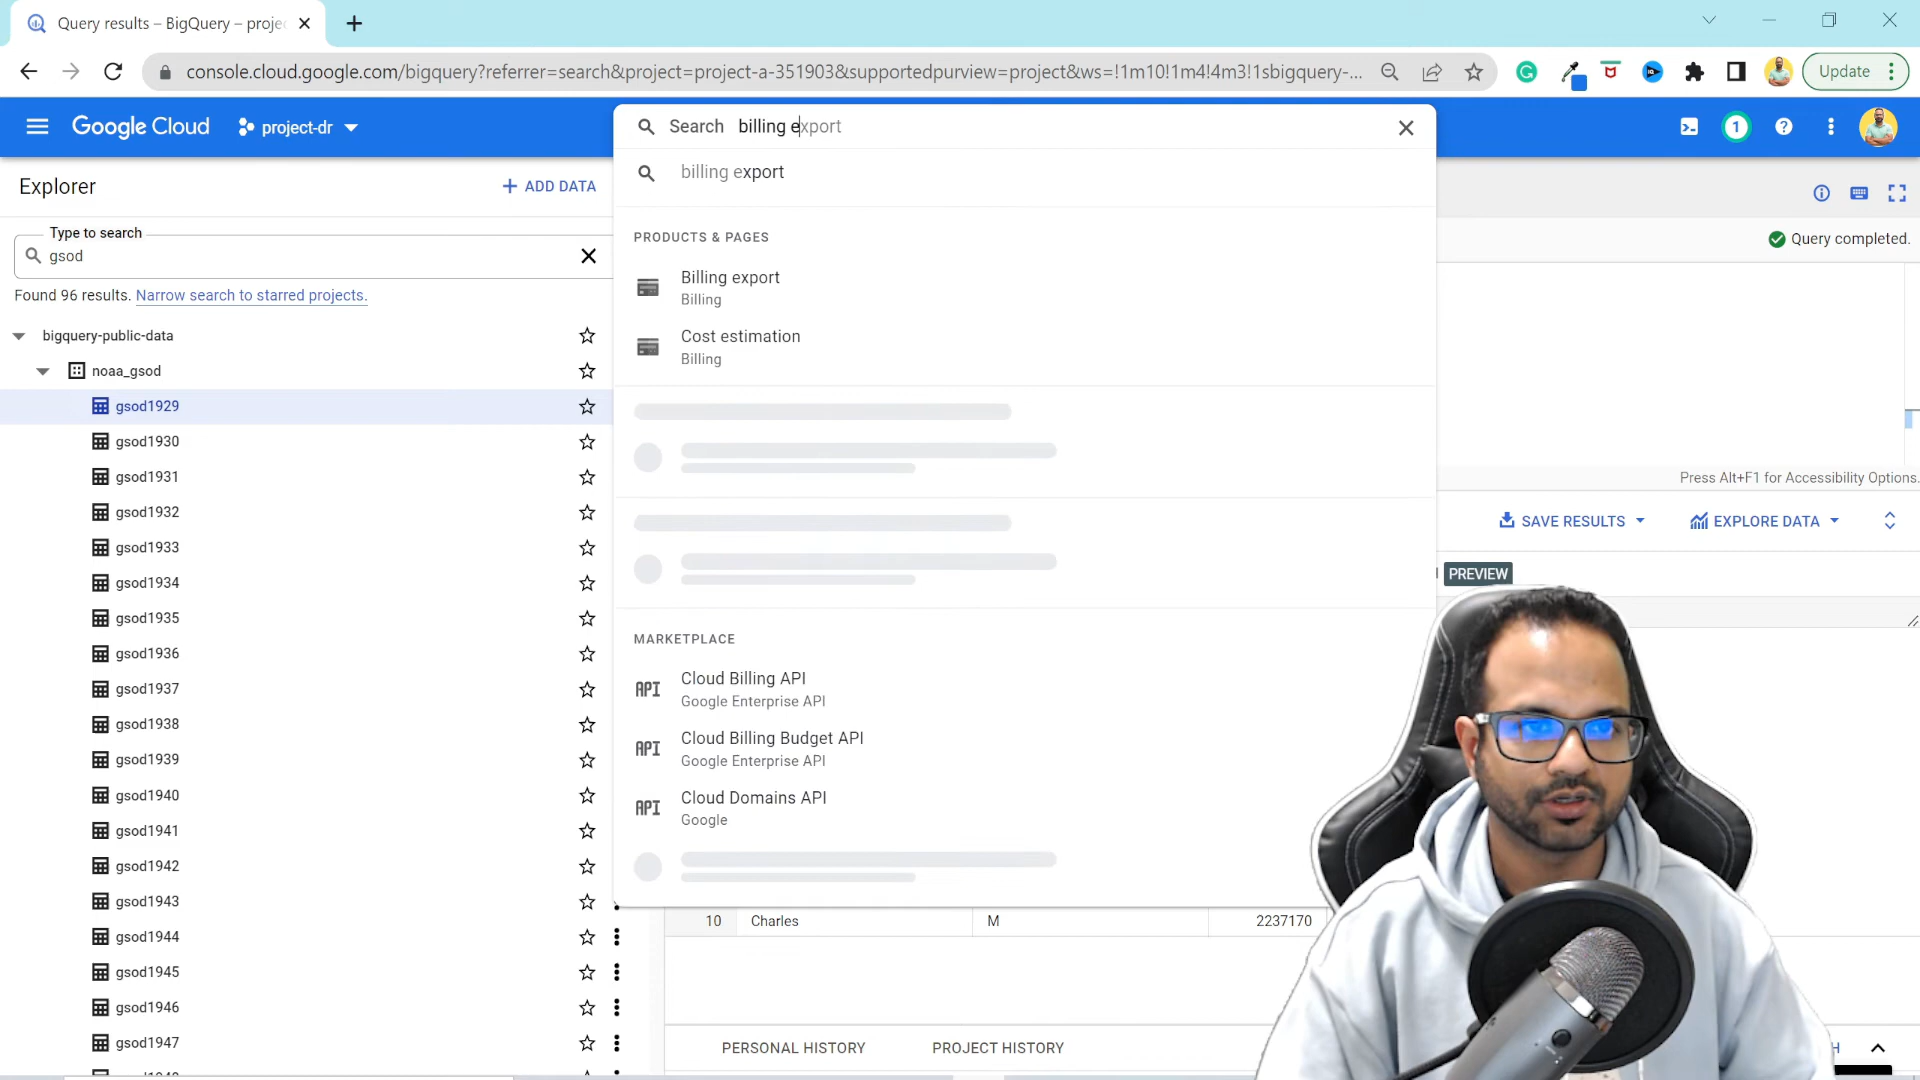 Query results – BigQuery – proje
console.cloud.google.com/bigquery?referrer=search&project=project-a-351903&supportedpurview=project&ws=!1m10!1m4!4m3!1sbigquery-...
Update
Google Cloud
project-dr
Search billing export
1
billing export
Explorer
ADD DATA
Type to search
gsod
Found 96 results. Narrow search to starred projects.
PRODUCTS & PAGES
Billing export
Billing
Cost estimation
Billing
Query completed.
bigquery-public-data
noaa_gsod
gsod1929
gsod1930
gsod1931
gsod1932
gsod1933
gsod1934
gsod1935
gsod1936
gsod1937
gsod1938
gsod1939
gsod1940
gsod1941
gsod1942
gsod1943
gsod1944
gsod1945
gsod1946
gsod1947
Press Alt+F1 for Accessibility Options.
SAVE RESULTS
EXPLORE DATA
PREVIEW
MARKETPLACE
API
Cloud Billing API
Google Enterprise API
API
Cloud Billing Budget API
Google Enterprise API
API
Cloud Domains API
Google
10 Charles M 2237170
PERSONAL HISTORY
PROJECT HISTORY